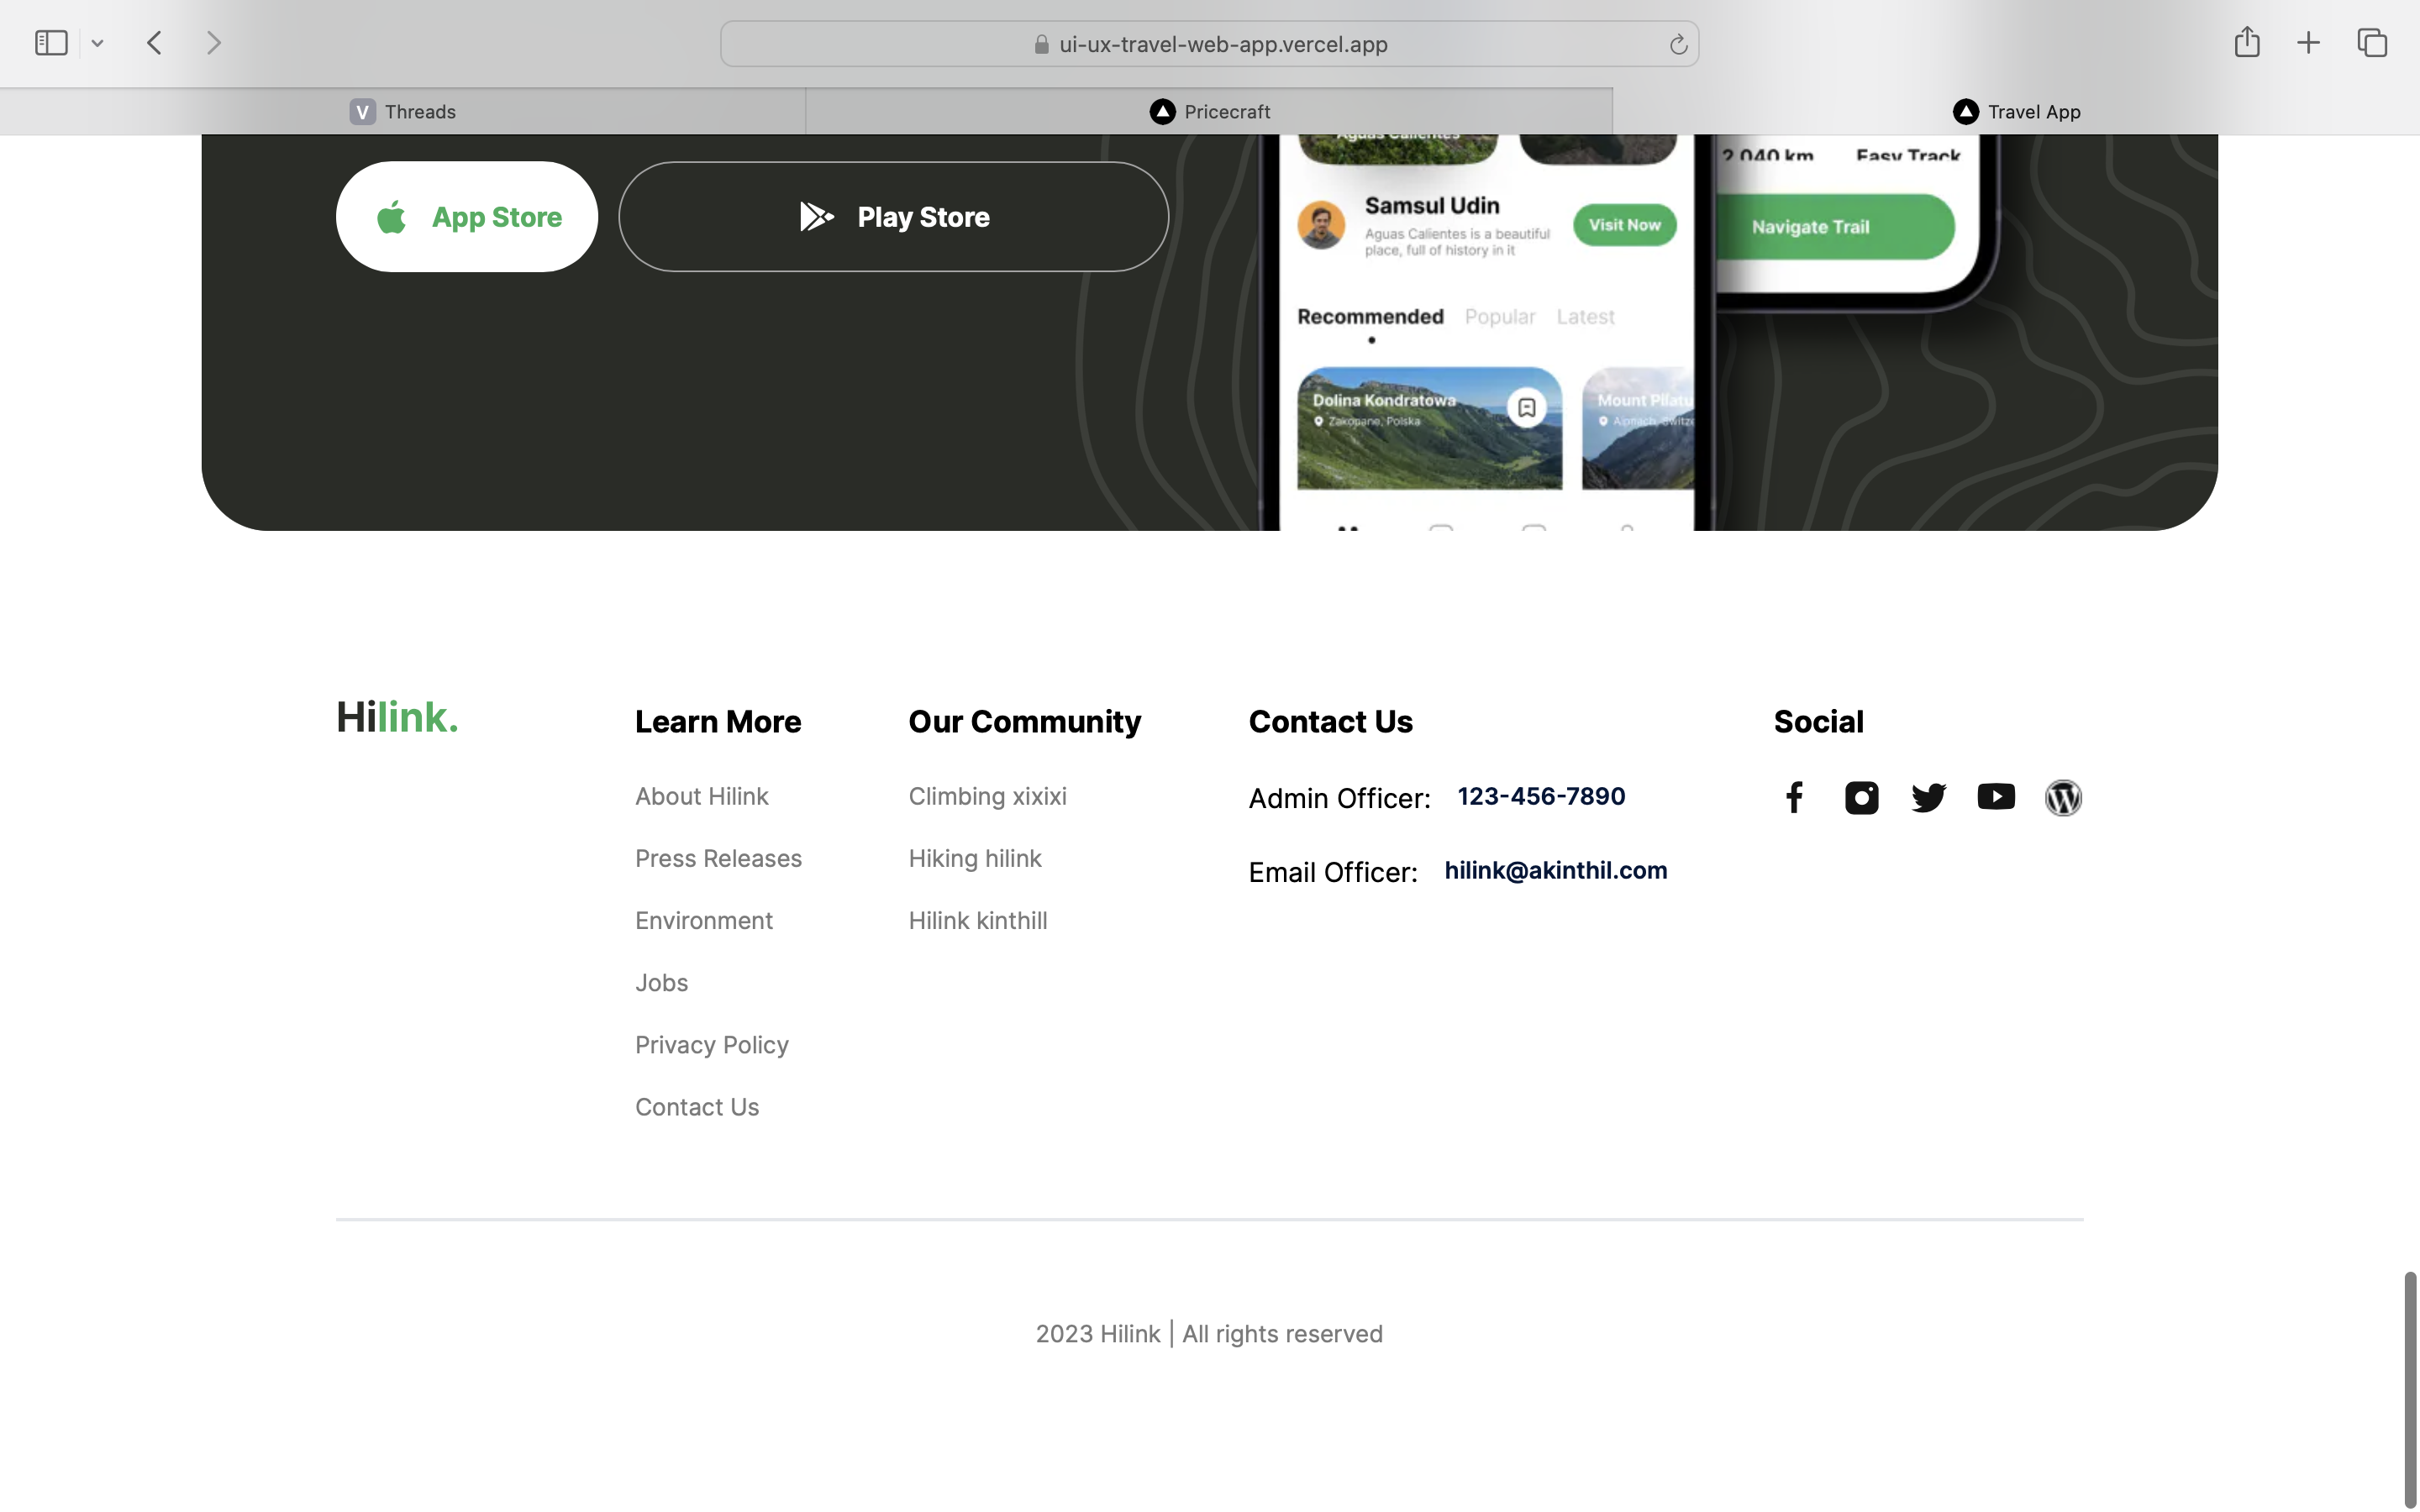 ui-ux-travel-web-app.vercel.app
V Threads
Pricecraft
Travel App
Aguas Calientes
2.040 km Easy Track
App Store
Play Store
Samsul Udin
Aguas Calientes is a beautiful
place, full of history in it
Visit Now
Navigate Trail
Recommended Popular Latest
Dolina Kondratowa
Zakopane, Polska
Mount Pilatu
Alpnach, Switze
Hilink.
Learn More
About Hilink
Press Releases
Environment
Jobs
Privacy Policy
Contact Us
Our Community
Climbing xixixi
Hiking hilink
Hilink kinthill
Contact Us
Admin Officer: 123-456-7890
Email Officer: hilink@akinthil.com
Social
2023 Hilink | All rights reserved